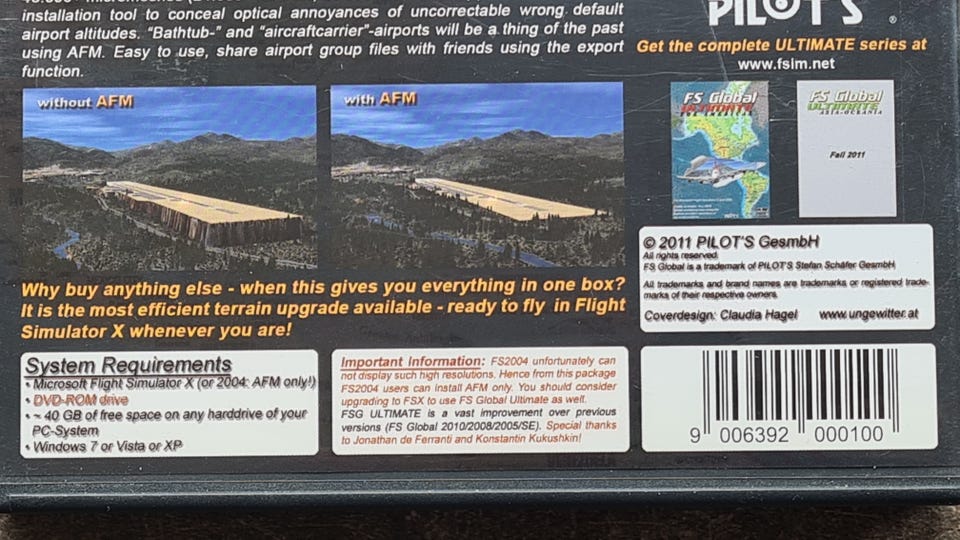 installation tool to conceal optical annoyances of uncorrectable wrong default
airport altitudes. "Bathtub-" and "aircraftcarrier"-airports will be a thing of the past
using AFM. Easy to use, share airport group files with friends using the export
function.
PILOT'S ®
Get the complete ULTIMATE series at
www.fsim.net
without AFM
with AFM
FS Global
ULTIMATE
THE AMERICAS
FS Global
ULTIMATE
ASIA-OCEANIA
Fall 2011
© 2011 PILOT'S GesmbH
All rights reserved.
FS Global is a trademark of PILOT'S Stefan Schäfer GesmbH
All trademarks and brand names are trademarks or registered trade-
marks of their respective owners.
Coverdesign: Claudia Hagel www.ungewitter.at
Why buy anything else - when this gives you everything in one box?
It is the most efficient terrain upgrade available - ready to fly in Flight
Simulator X whenever you are!
System Requirements
• Microsoft Flight Simulator X (or 2004: AFM only!)
• DVD-ROM drive
• ~ 40 GB of free space on any harddrive of your
PC-System
• Windows 7 or Vista or XP
Important Information: FS2004 unfortunately can
not display such high resolutions. Hence from this package
FS2004 users can install AFM only. You should consider
upgrading to FSX to use FS Global Ultimate as well.
FSG ULTIMATE is a vast improvement over previous
versions (FS Global 2010/2008/2005/SE). Special thanks
to Jonathan de Ferranti and Konstantin Kukushkin!
9 006392 000100